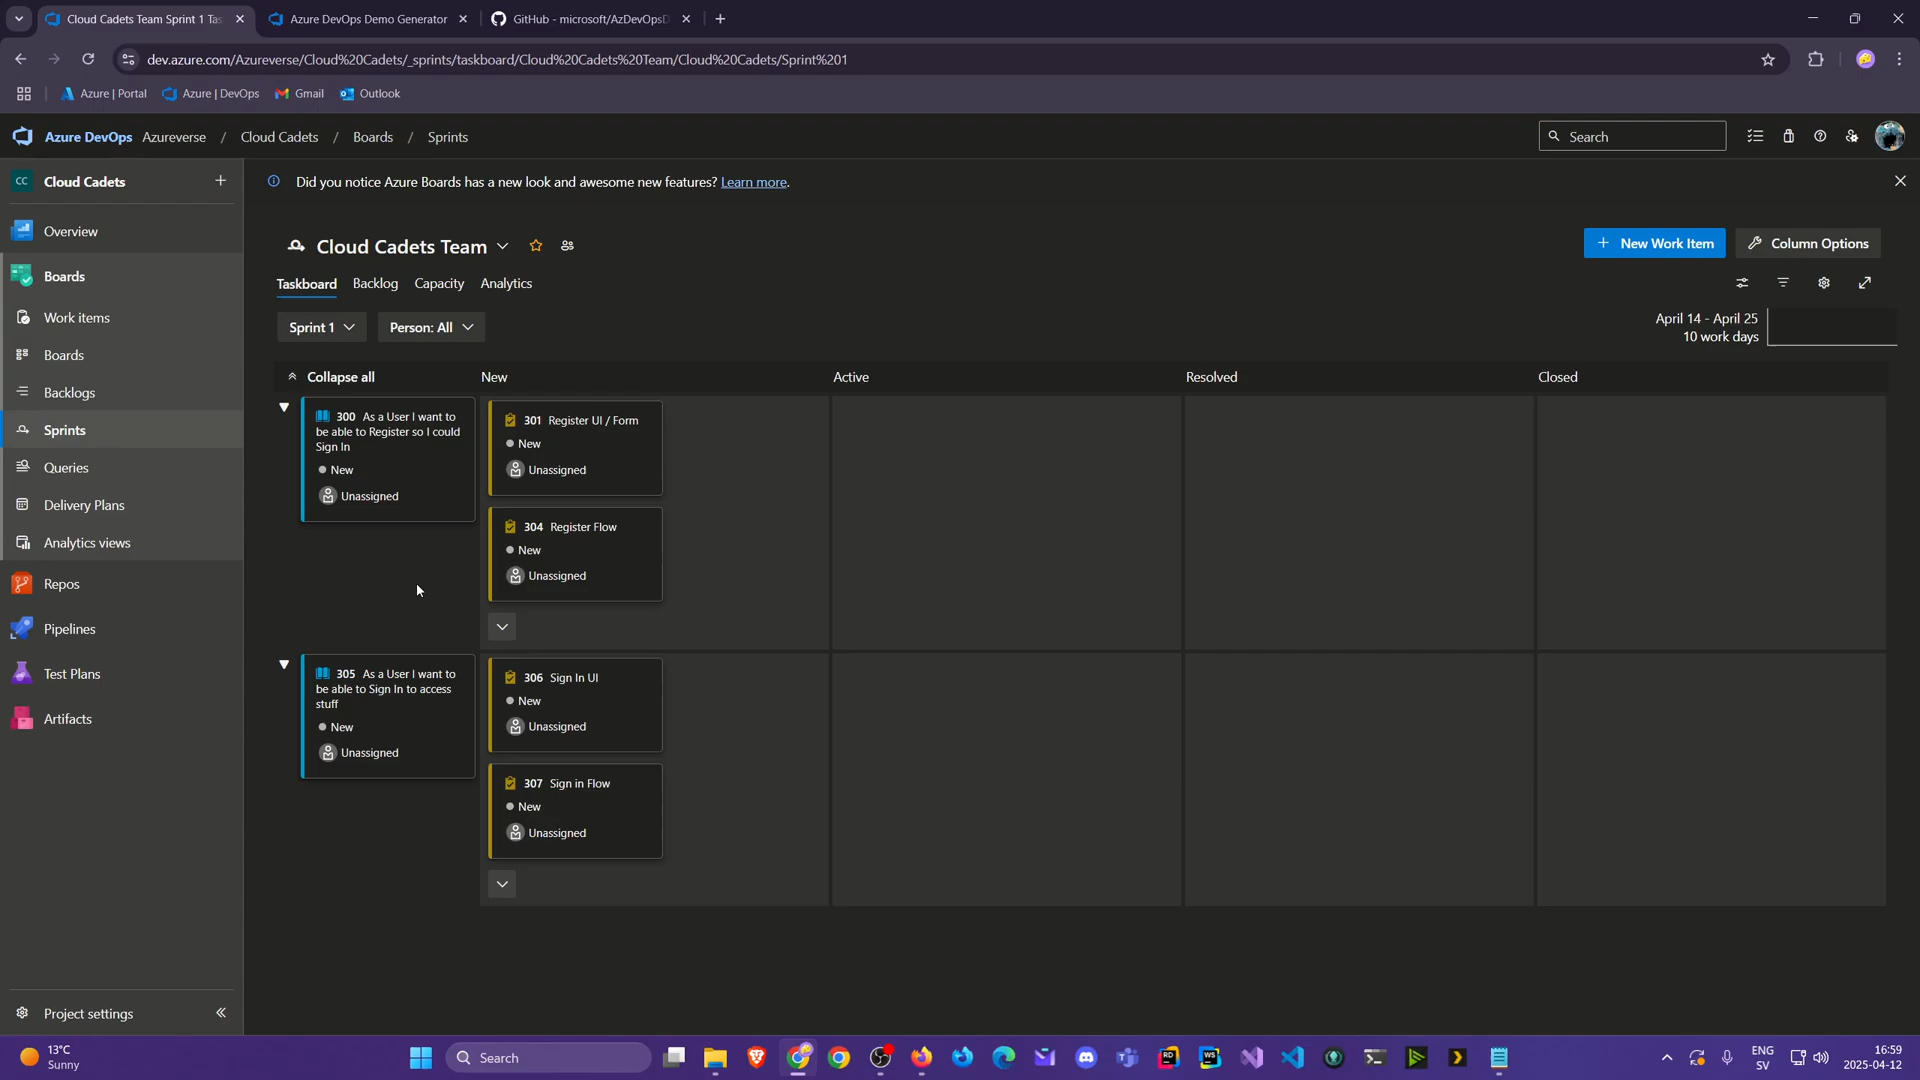 Cloud Cadets Team Sprint 1 Tas
Azure DevOps Demo Generator
GitHub - microsoft/AzDevOpsD
dev.azure.com/Azureverse/Cloud%20Cadets/_sprints/taskboard/Cloud%20Cadets%20Team/Cloud%20Cadets/Sprint%201
Azure | Portal
Azure | DevOps
Gmail
Outlook
Azure DevOps Azureverse / Cloud Cadets / Boards / Sprints
Search
CC Cloud Cadets
Overview
Boards
Work items
Boards
Backlogs
Sprints
Queries
Delivery Plans
Analytics views
Repos
Pipelines
Test Plans
Artifacts
Project settings
Did you notice Azure Boards has a new look and awesome new features? Learn more.
Cloud Cadets Team
New Work Item
Column Options
Taskboard Backlog Capacity Analytics
Sprint 1
Person: All
April 14 - April 25
10 work days
Collapse all
New
Active
Resolved
Closed
300 As a User I want to
be able to Register so I could
Sign In
New
Unassigned
301 Register UI / Form
New
Unassigned
304 Register Flow
New
Unassigned
305 As a User I want to
be able to Sign In to access
stuff
New
Unassigned
306 Sign In UI
New
Unassigned
307 Sign in Flow
New
Unassigned
13°C
Sunny
Search
RD
WS
ENG
SV
16:59
2025-04-12